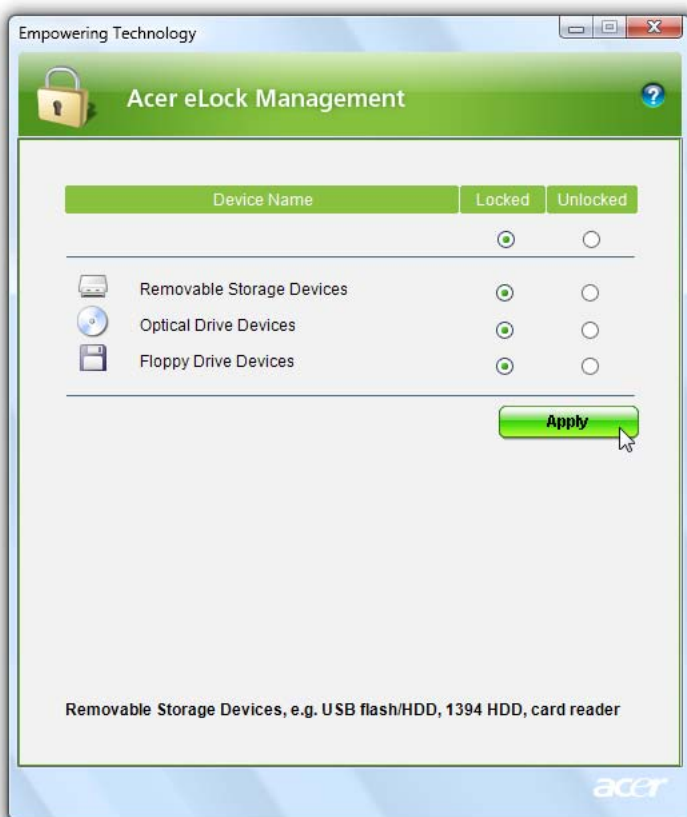 Empowering Technology
Acer eLock Management
?
Device Name Locked Unlocked
Removable Storage Devices
Optical Drive Devices
Floppy Drive Devices
Apply
Removable Storage Devices, e.g. USB flash/HDD, 1394 HDD, card reader
acer